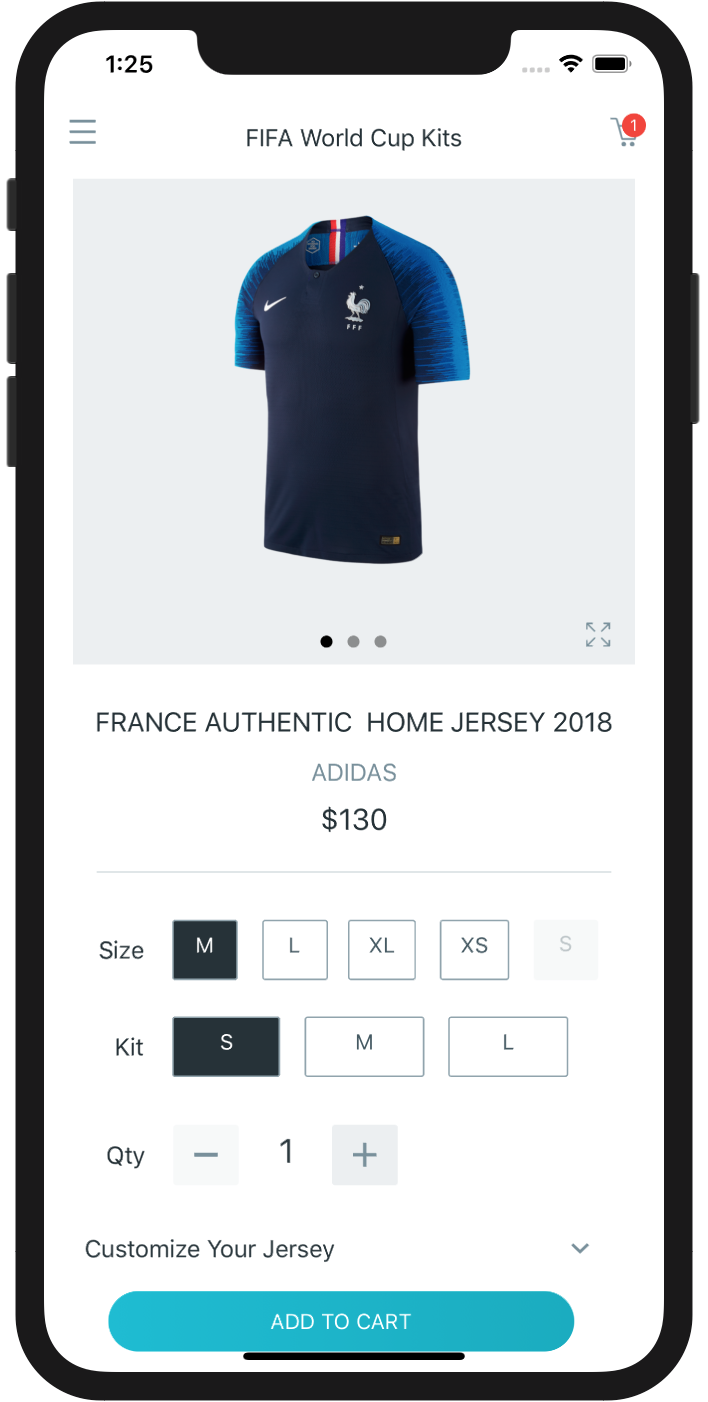 1:25
FIFA World Cup Kits
1
FFF
FRANCE AUTHENTIC  HOME JERSEY 2018
ADIDAS
$130
Size M L XL XS S
Kit S M L
Qty 1
Customize Your Jersey
ADD TO CART